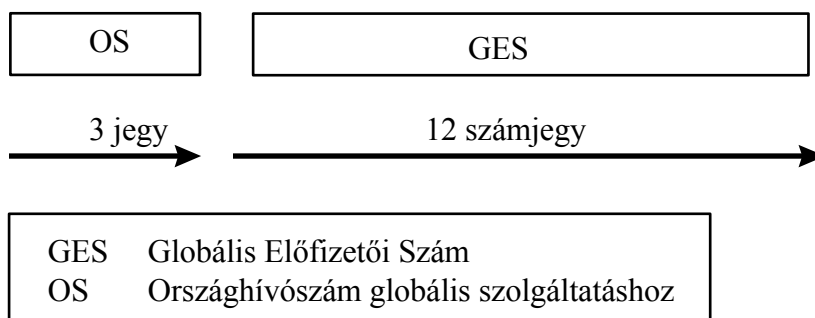 OS GES
3 jegy 12 számjegy
GES Globális Előfizetői Szám
OS Országhívószám globális szolgáltatáshoz